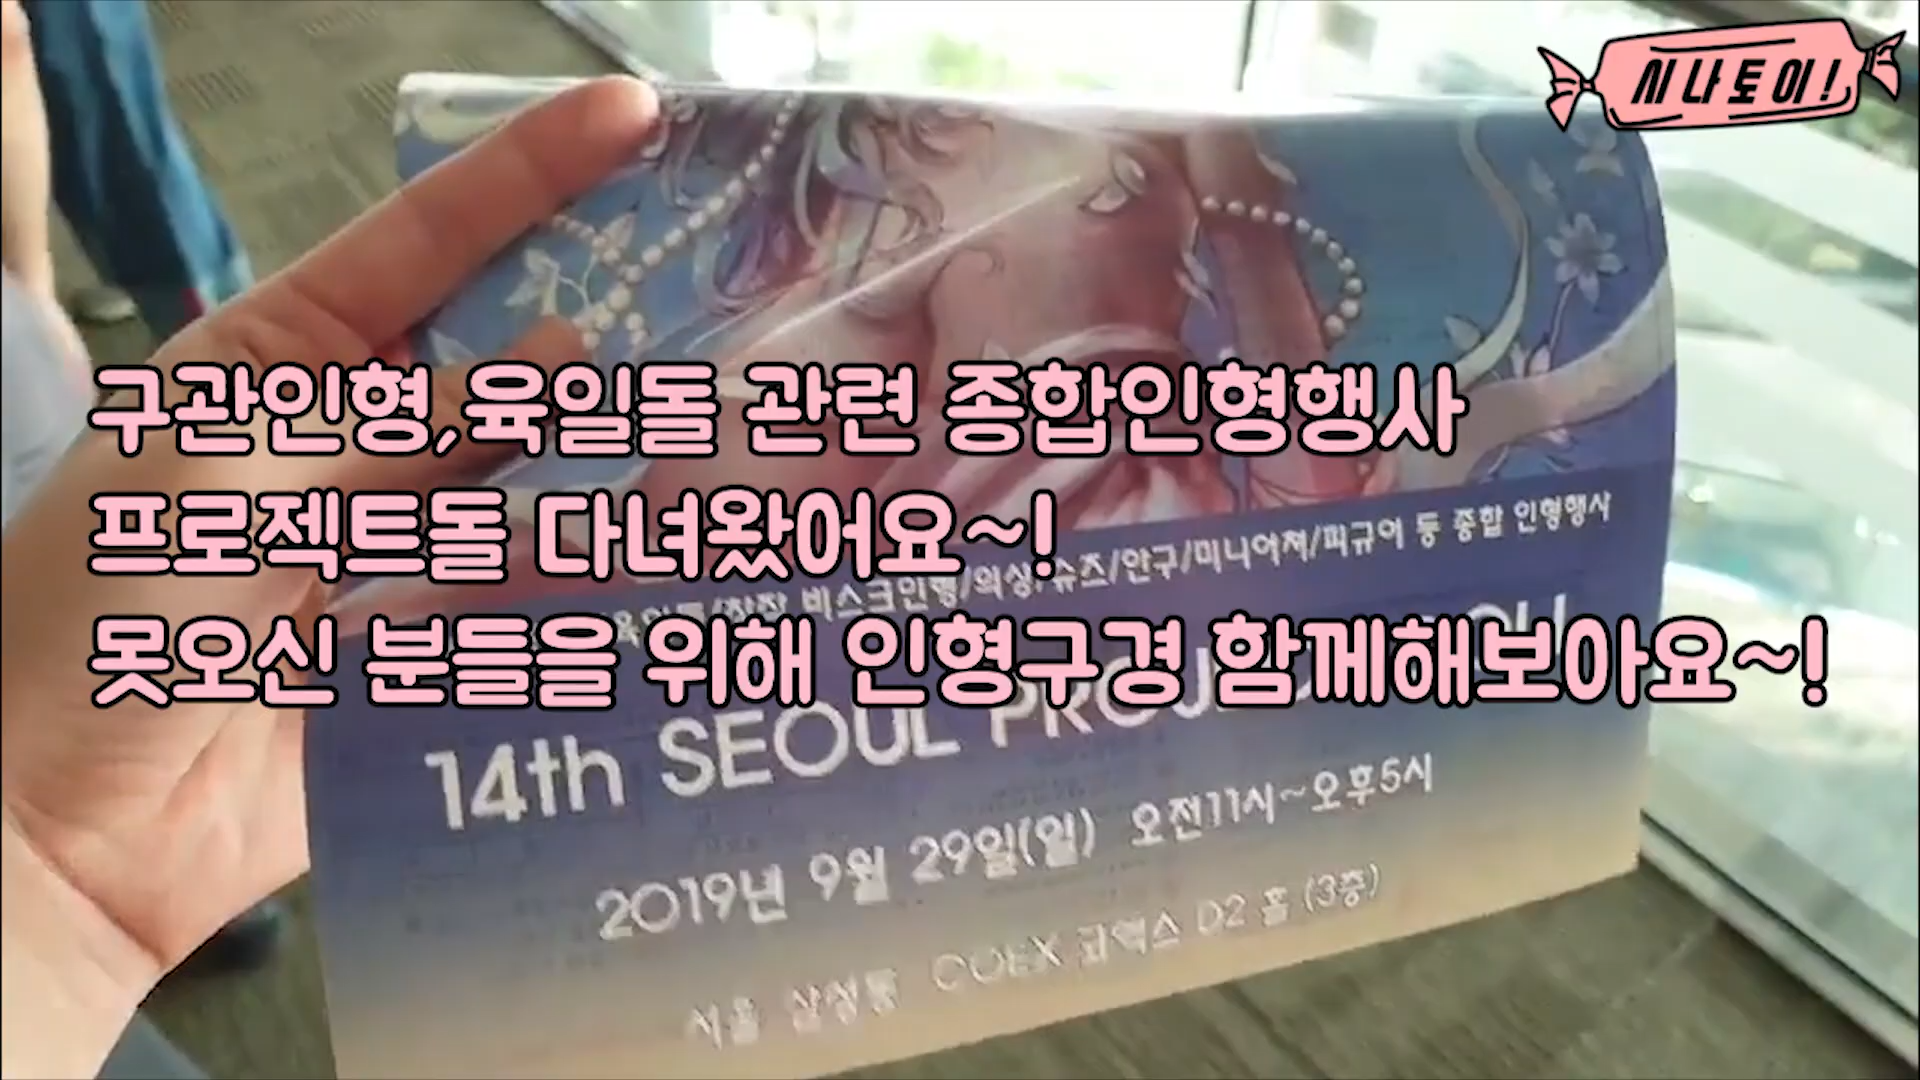 시나토이!
구관인형,육일돌 관련 종합인형행사
프로젝트돌 다녀왔어요~!
못오신 분들을 위해 인형구경 함께해보아요~!
비스크인형/의상/슈즈/안구/미니어쳐/피규어 등 종합 인형행사
14th SEOUL
2019년 9월 29일(일) 오전11시~오후5시
서울 삼성동 COEX 코엑스 D2 홀 (3층)